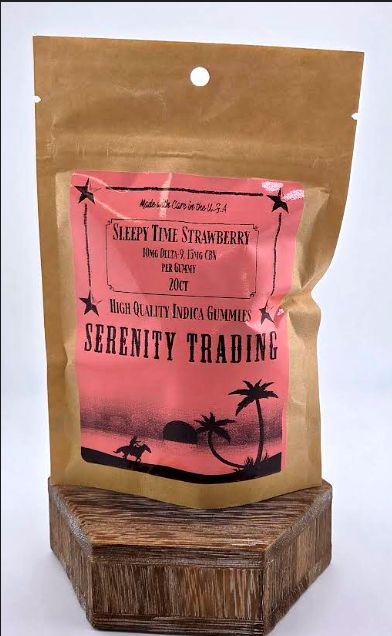 Made with Care in the U.S.A
Sleepy Time Strawberry
10mg Delta-9, 15mg CBN
per Gummy
20ct
High Quality Indica Gummies
Serenity Trading